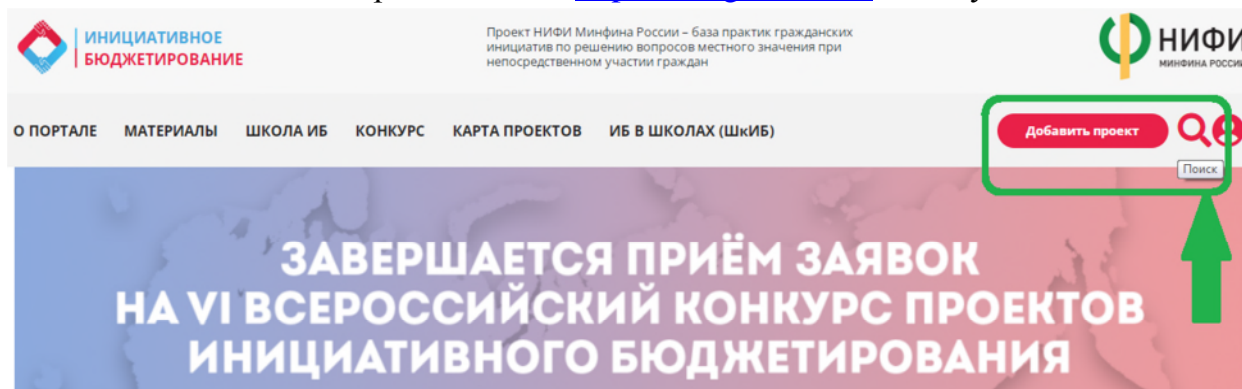 ИНИЦИАТИВНОЕ
БЮДЖЕТИРОВАНИЕ
Проект НИФИ Минфина России – база практик гражданских
инициатив по решению вопросов местного значения при
непосредственном участии граждан
НИФИ
МИНФИНА РОССИИ
О ПОРТАЛЕ МАТЕРИАЛЫ ШКОЛА ИБ КОНКУРС КАРТА ПРОЕКТОВ ИБ В ШКОЛАХ (ШкИБ) Добавить проект
Поиск
ЗАВЕРШАЕТСЯ ПРИЁМ ЗАЯВОК
НА VI ВСЕРОССИЙСКИЙ КОНКУРС ПРОЕКТОВ
ИНИЦИАТИВНОГО БЮДЖЕТИРОВАНИЯ